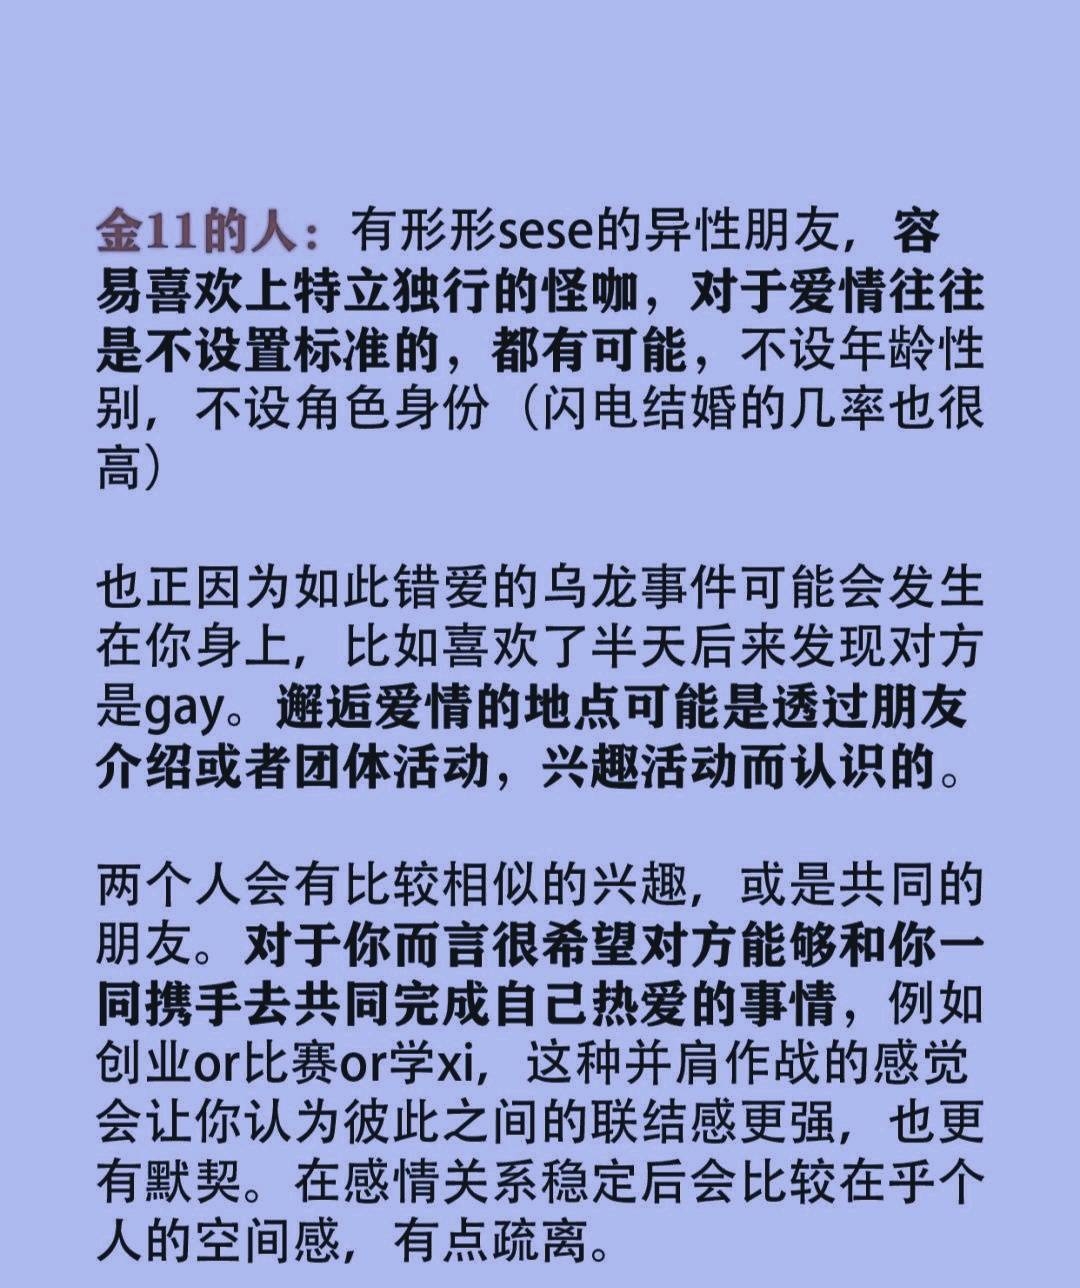 金11的人：有形形sese的异性朋友，容
易喜欢上特立独行的怪咖，对于爱情往往
是不设置标准的，都有可能，不设年龄性
别，不设角色身份（闪电结婚的几率也很
高）
也正因为如此错爱的乌龙事件可能会发生
在你身上，比如喜欢了半天后来发现对方
是gay。邂逅爱情的地点可能是透过朋友
介绍或者团体活动，兴趣活动而认识的。
两个人会有比较相似的兴趣，或是共同的
朋友。对于你而言很希望对方能够和你一
同携手去共同完成自己热爱的事情，例如
创业or比赛or学xi，这种并肩作战的感觉
会让你认为彼此之间的联结感更强，也更
有默契。在感情关系稳定后会比较在乎个
人的空间感，有点疏离。